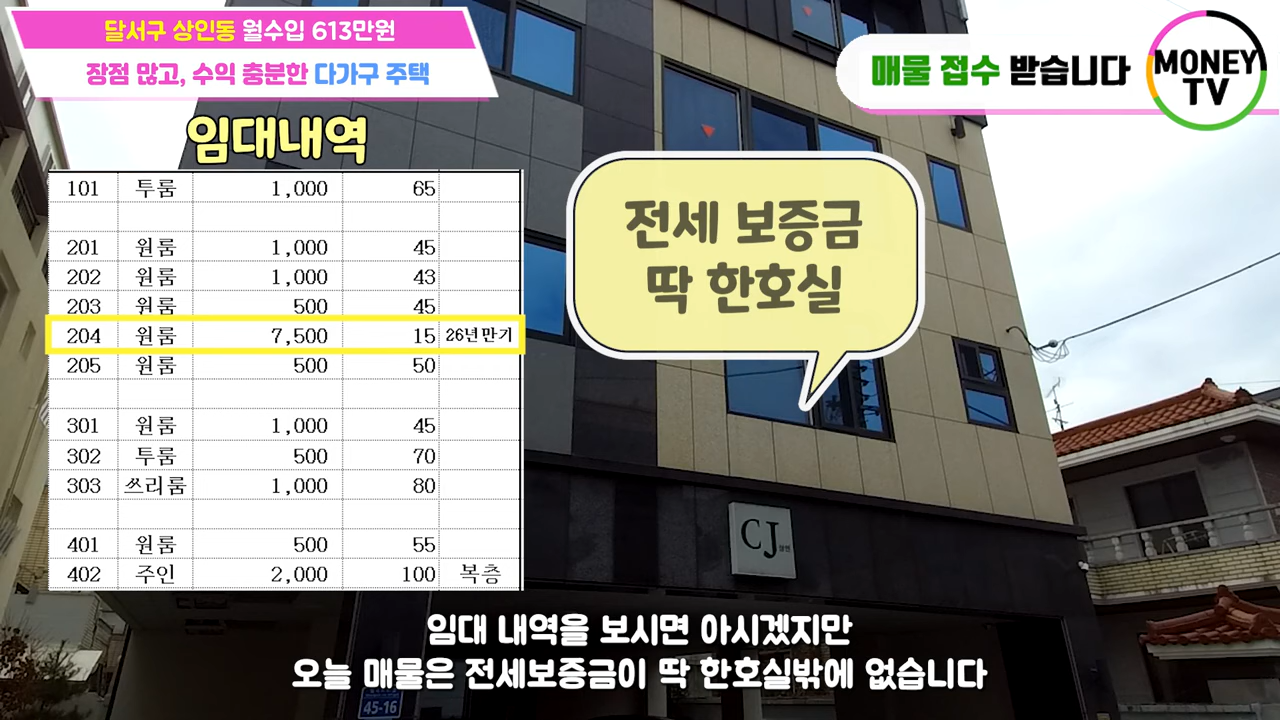 달서구 상인동 월수입 613만원
장점 많고, 수익 충분한 다가구 주택
매물 접수 받습니다
MONEY
TV
임대내역
101 투룸 1,000 65
201 원룸 1,000 45
202 원룸 1,000 43
203 원룸 500 45
204 원룸 7,500 15 26년만기
205 원룸 500 50
301 원룸 1,000 45
302 투룸 500 70
303 쓰리룸 1,000 80
401 원룸 500 55
402 주인 2,000 100 복층
전세 보증금
딱 한호실
CJ
임대 내역을 보시면 아시겠지만
오늘 매물은 전세보증금이 딱 한호실밖에 없습니다
45-16